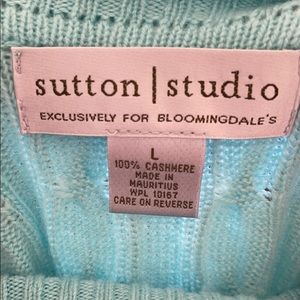 sutton | studio
EXCLUSIVELY FOR BLOOMINGDALE'S
L
100% CASHMERE
MADE IN
MAURITIUS
WPL 10167
CARE ON REVERSE